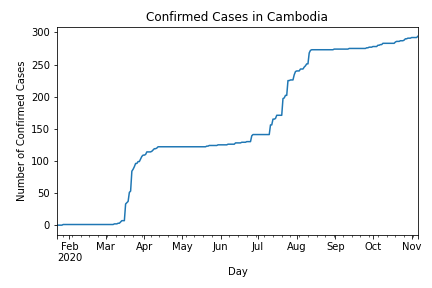 Confirmed Cases in Cambodia
Number of Confirmed Cases
300
250
200
150
100
50
0
Feb Mar Apr May Jun Jul Aug Sep Oct Nov
2020
Day